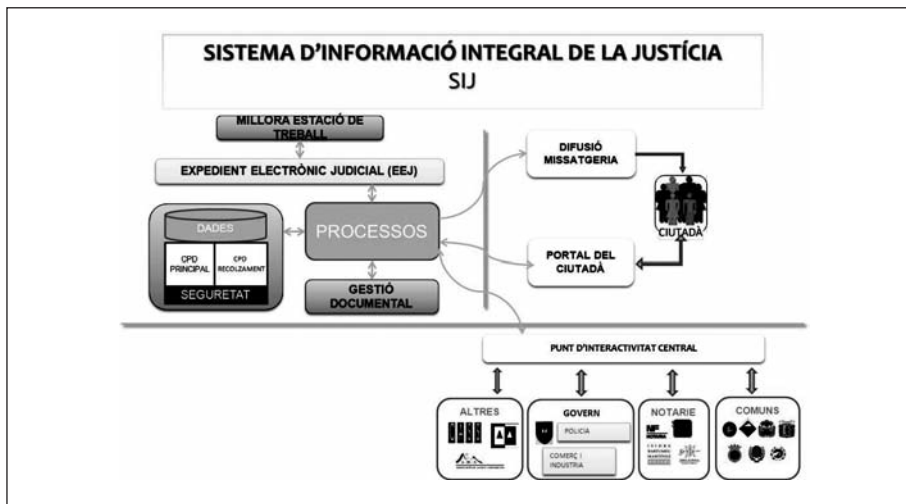 SISTEMA D'INFORMACIÓ INTEGRAL DE LA JUSTÍCIA
SIJ
MILLORA ESTACIÓ DE
TREBALL
EXPEDIENT ELECTRÒNIC JUDICIAL (EEJ)
DADES
CPD
PRINCIPAL
CPD
RECOLZAMENT
SEGURETAT
PROCESSOS
GESTIÓ
DOCUMENTAL
DIFUSIÓ
MISSATGERIA
CIUTADÀ
PORTAL DEL
CIUTADÀ
PUNT D'INTERACTIVITAT CENTRAL
ALTRES
GOVERN
POLICIA
COMERÇ I
INDUSTRIA
NOTARIE
NF
COMUNS